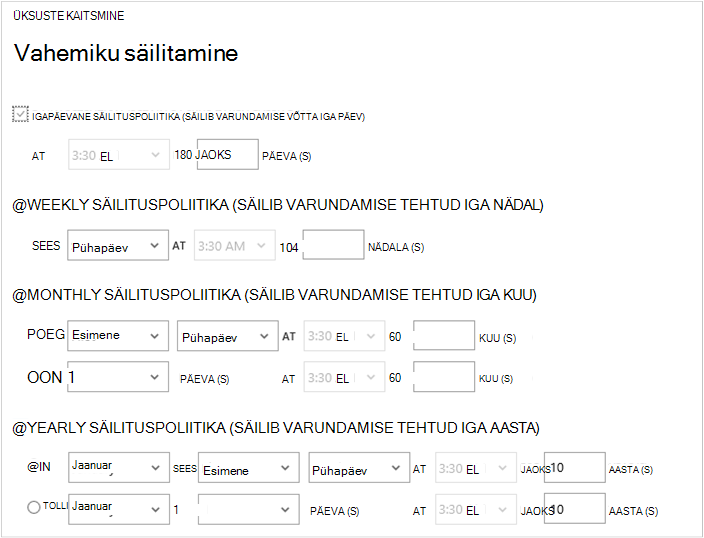 ÜKSUSTE KAITSMINE
Vahemiku säilitamine
IGAPÄEVANE SÄILITUSPOLIITIKA (SÄILIB VARUNDAMISE VÕTTA IGA PÄEV)
AT 3:30 EL 180 JAOKS PÄEVA (S)
@WEEKLY SÄILITUSPOLIITIKA (SÄILIB VARUNDAMISE TEHTUD IGA NÄDAL)
SEES Pühapäev AT 3:30 AM 104 NÄDALA (S)
@MONTHLY SÄILITUSPOLIITIKA (SÄILIB VARUNDAMISE TEHTUD IGA KUU)
POEG Esimene Pühapäev AT 3:30 EL 60 KUU (S)
OON 1 PÄEVA (S) AT 3:30 EL 60 KUU (S)
@YEARLY SÄILITUSPOLIITIKA (SÄILIB VARUNDAMISE TEHTUD IGA AASTA)
@IN Jaanuar SEES Esimene Pühapäev AT 3:30 EL JAOKS 10 AASTA (S)
TOLLI Jaanuar 1 PÄEVA (S) AT 3:30 EL JAOKS 10 AASTA (S)